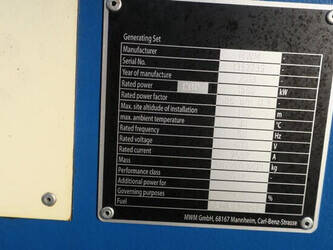 Generating Set
Manufacturer
Serial No.
Year of manufacture
Rated power kW
Rated power factor
Max. site altidude of installation m
max. ambient temperature °C
Rated frequency Hz
Rated voltage V
Rated current A
Mass kg
Performance class
Additional power for
Governing purposes %
Fuel
MWM GmbH, 68167 Mannheim, Carl-Benz-Strasse